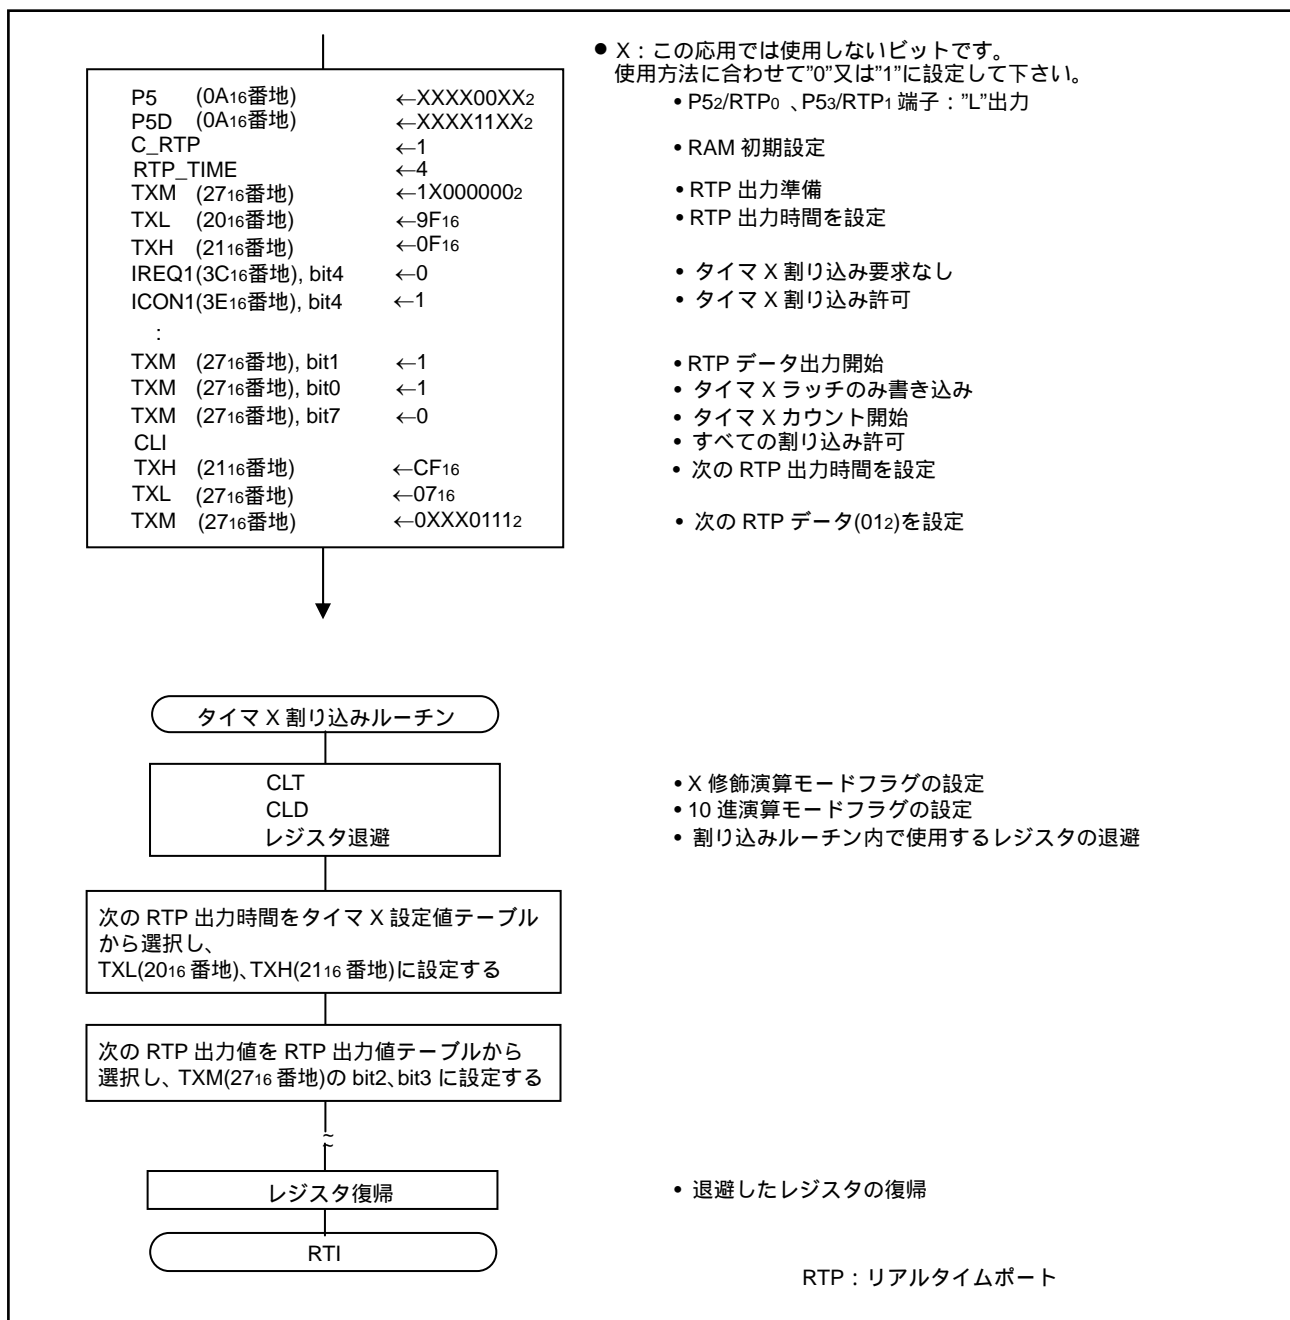 ● X：この応用では使用しないビットです。
使用方法に合わせて"0"又は"1"に設定して下さい。
P5 (0A16番地) ←XXXX00XX2 • P52/RTP0 、P53/RTP1 端子：”L”出力
P5D (0A16番地) ←XXXX11XX2
C_RTP ←1 • RAM 初期設定
RTP_TIME ←4
TXM (2716番地) ←1X0000002 • RTP 出力準備
TXL (2016番地) ←9F16 • RTP 出力時間を設定
TXH (2116番地) ←0F16
IREQ1(3C16番地), bit4 ←0 • タイマ X 割り込み要求なし
ICON1(3E16番地), bit4 ←1 • タイマ X 割り込み許可
:
TXM (2716番地), bit1 ←1 • RTP データ出力開始
TXM (2716番地), bit0 ←1 • タイマ X ラッチのみ書き込み
TXM (2716番地), bit7 ←0 • タイマ X カウント開始
CLI • すべての割り込み許可
TXH (2116番地) ←CF16 • 次の RTP 出力時間を設定
TXL (2716番地) ←0716
TXM (2716番地) ←0XXX01112 • 次の RTP データ(012)を設定
タイマ X 割り込みルーチン
CLT • X 修飾演算モードフラグの設定
CLD • 10 進演算モードフラグの設定
レジスタ退避 • 割り込みルーチン内で使用するレジスタの退避
次の RTP 出力時間をタイマ X 設定値テーブル
から選択し、
TXL(2016 番地)、TXH(2116 番地)に設定する
次の RTP 出力値を RTP 出力値テーブルから
選択し、TXM(2716 番地)の bit2、bit3 に設定する
レジスタ復帰 • 退避したレジスタの復帰
RTI
RTP：リアルタイムポート